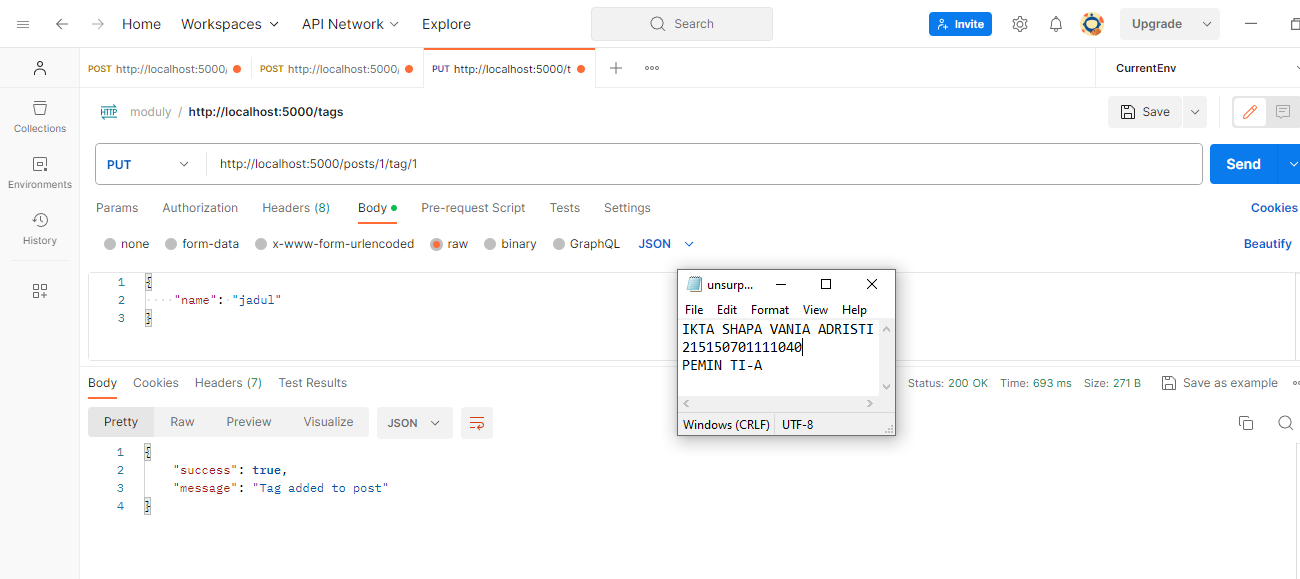 Home Workspaces API Network Explore Search Invite Upgrade
POST http://localhost:5000/ POST http://localhost:5000/ PUT http://localhost:5000/t CurrentEnv
HTTP moduly / http://localhost:5000/tags Save
Collections
PUT http://localhost:5000/posts/1/tag/1 Send
Environments
Params Authorization Headers (8) Body Pre-request Script Tests Settings Cookies
History
none form-data x-www-form-urlencoded raw binary GraphQL JSON Beautify
1 {
2 "name": "jadul"
3 }
unsurp...
File Edit Format View Help
IKTA SHAPA VANIA ADRISTI
215150701111040
PEMIN TI-A
Windows (CRLF) UTF-8
Body Cookies Headers (7) Test Results Status: 200 OK Time: 693 ms Size: 271 B Save as example
Pretty Raw Preview Visualize JSON
1 {
2 "success": true,
3 "message": "Tag added to post"
4 }